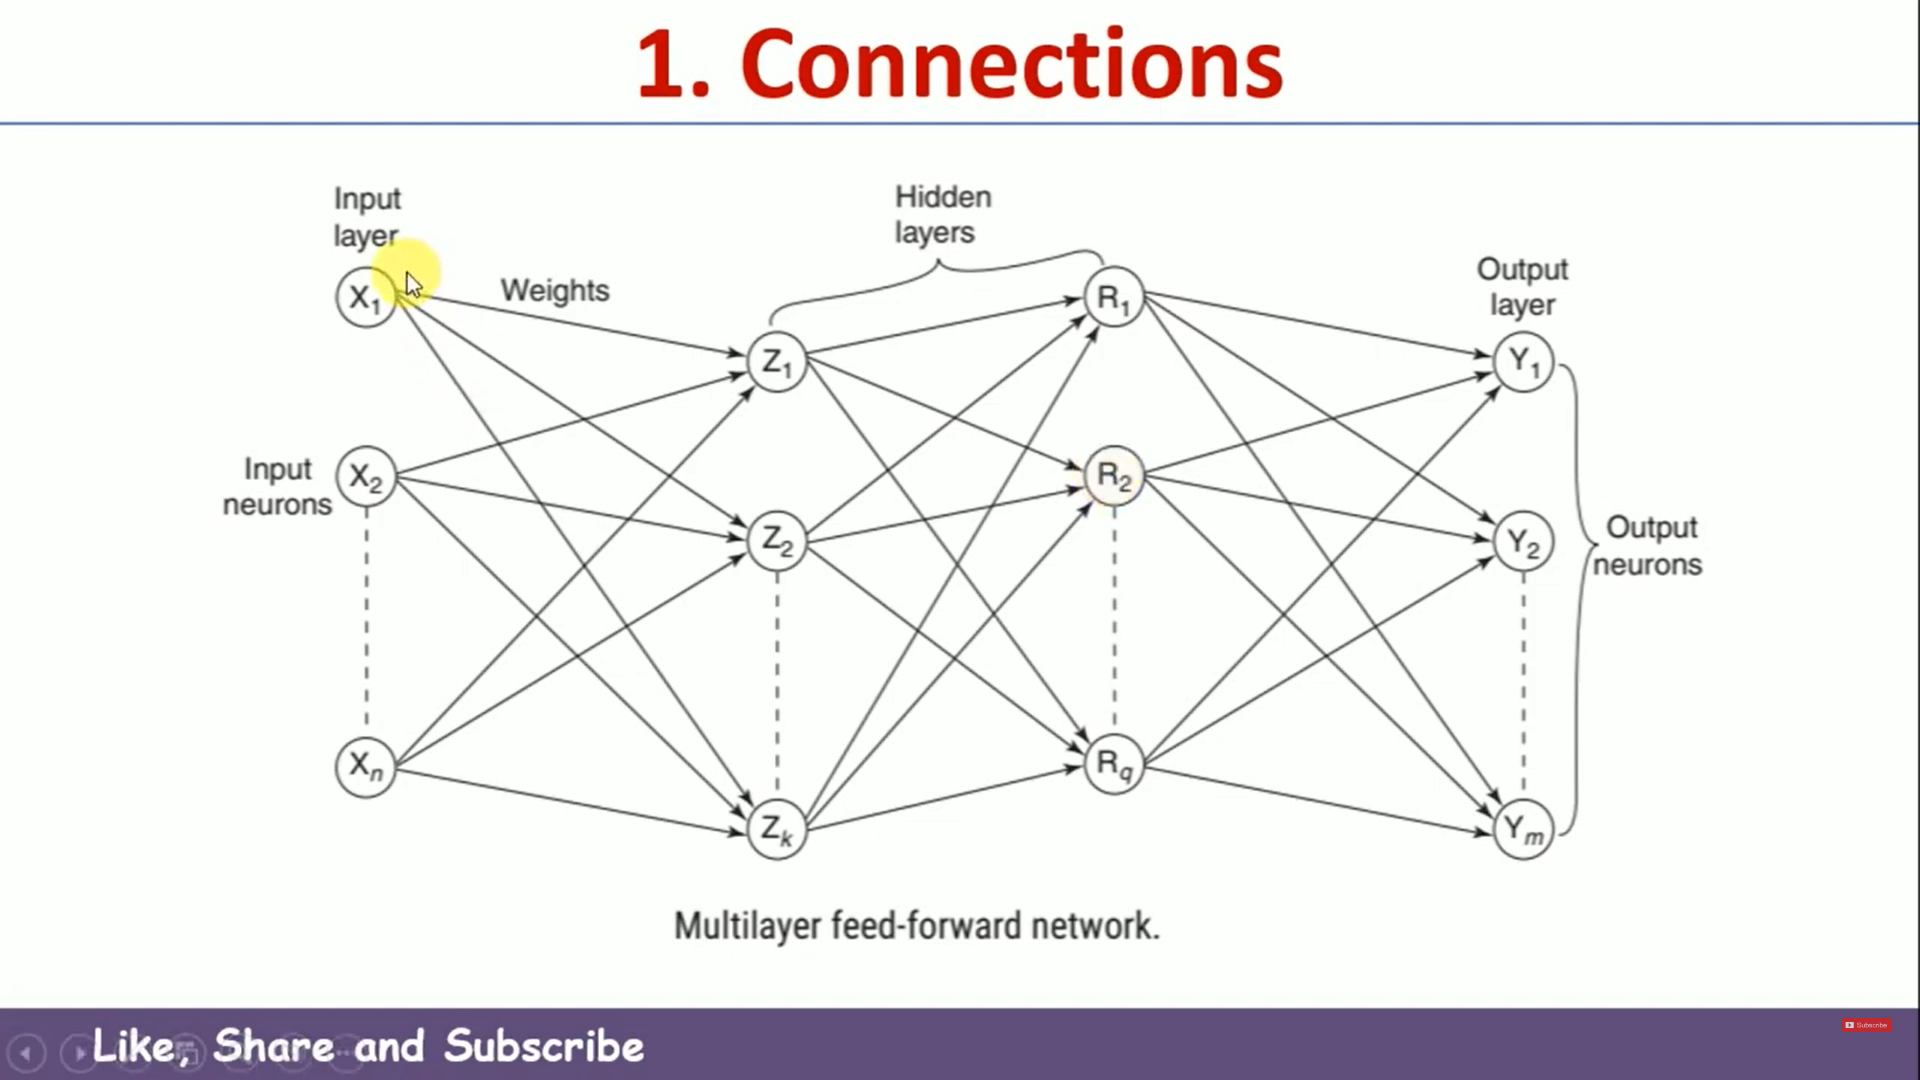 1. Connections
Input
layer
Hidden
layers
Weights
Output
layer
X1
Z1
R1
Y1
Input
neurons
X2
Z2
R2
Y2
Output
neurons
Xn
Zk
Rq
Ym
Multilayer feed-forward network.
Like, Share and Subscribe
Subscribe